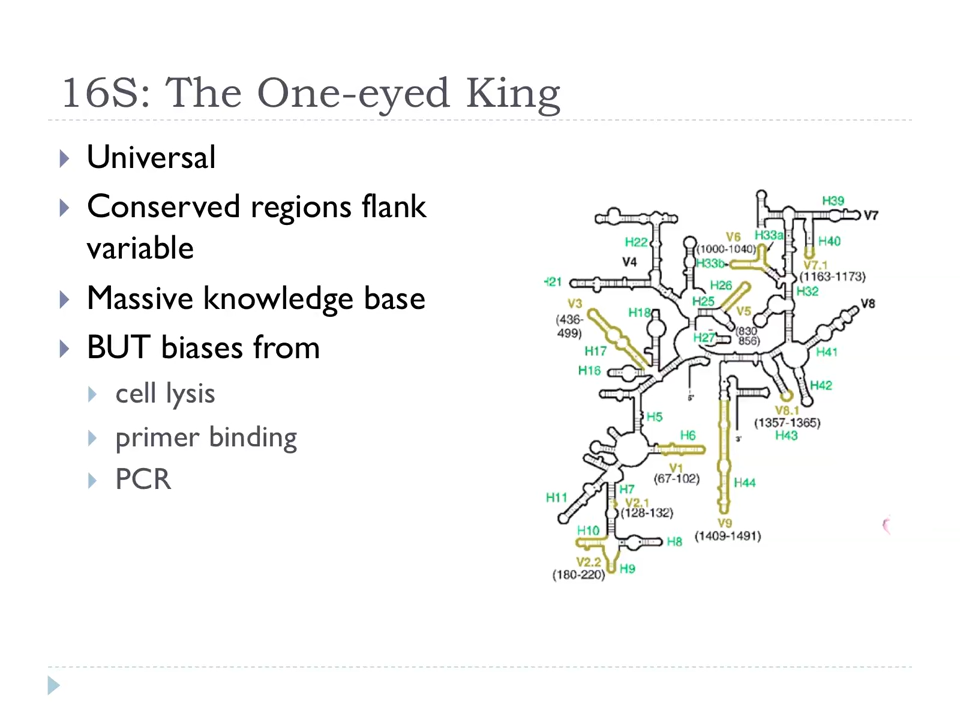 16S: The One-eyed King
Universal
Conserved regions flank
variable
Massive knowledge base
BUT biases from
cell lysis
primer binding
PCR
H39
V7
V6
H33a
H22
(1000-1040)
H40
V4
H33b
V7.1
(1163-1173)
H21
H26
H32
V3
H25
V8
(436-
499)
H18
V5
(830
856)
H27
H17
H41
H16
H42
V8.1
(1357-1365)
H5
H43
H6
V1
(67-102)
H44
H7
H11
V2.1
(128-132)
V9
(1409-1491)
H10
H8
V2.2
H9
(180-220)